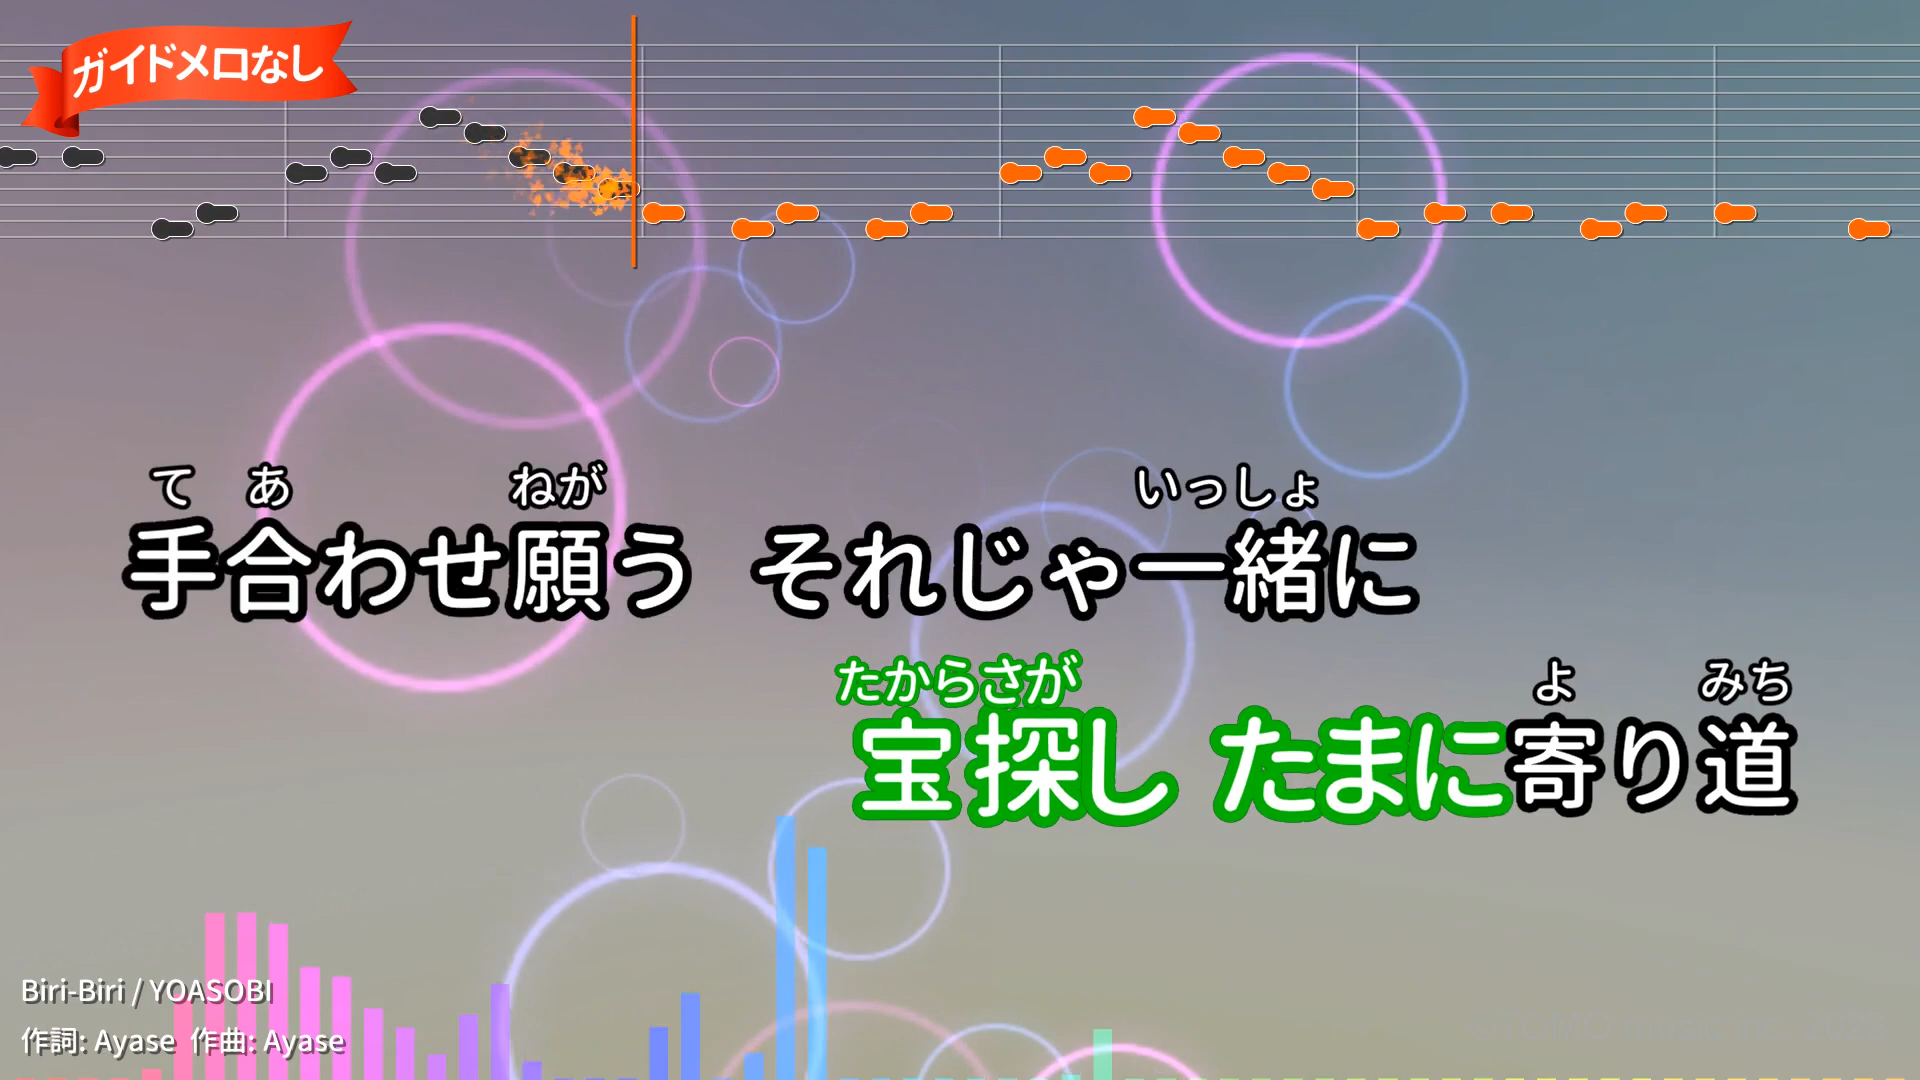 ガイドメロなし
て あ ねが いっしょ
手合わせ願う それじゃ一緒に
たからさが よ みち
宝探し たまに寄り道
Biri-Biri / YOASOBI
作詞: Ayase 作曲: Ayase